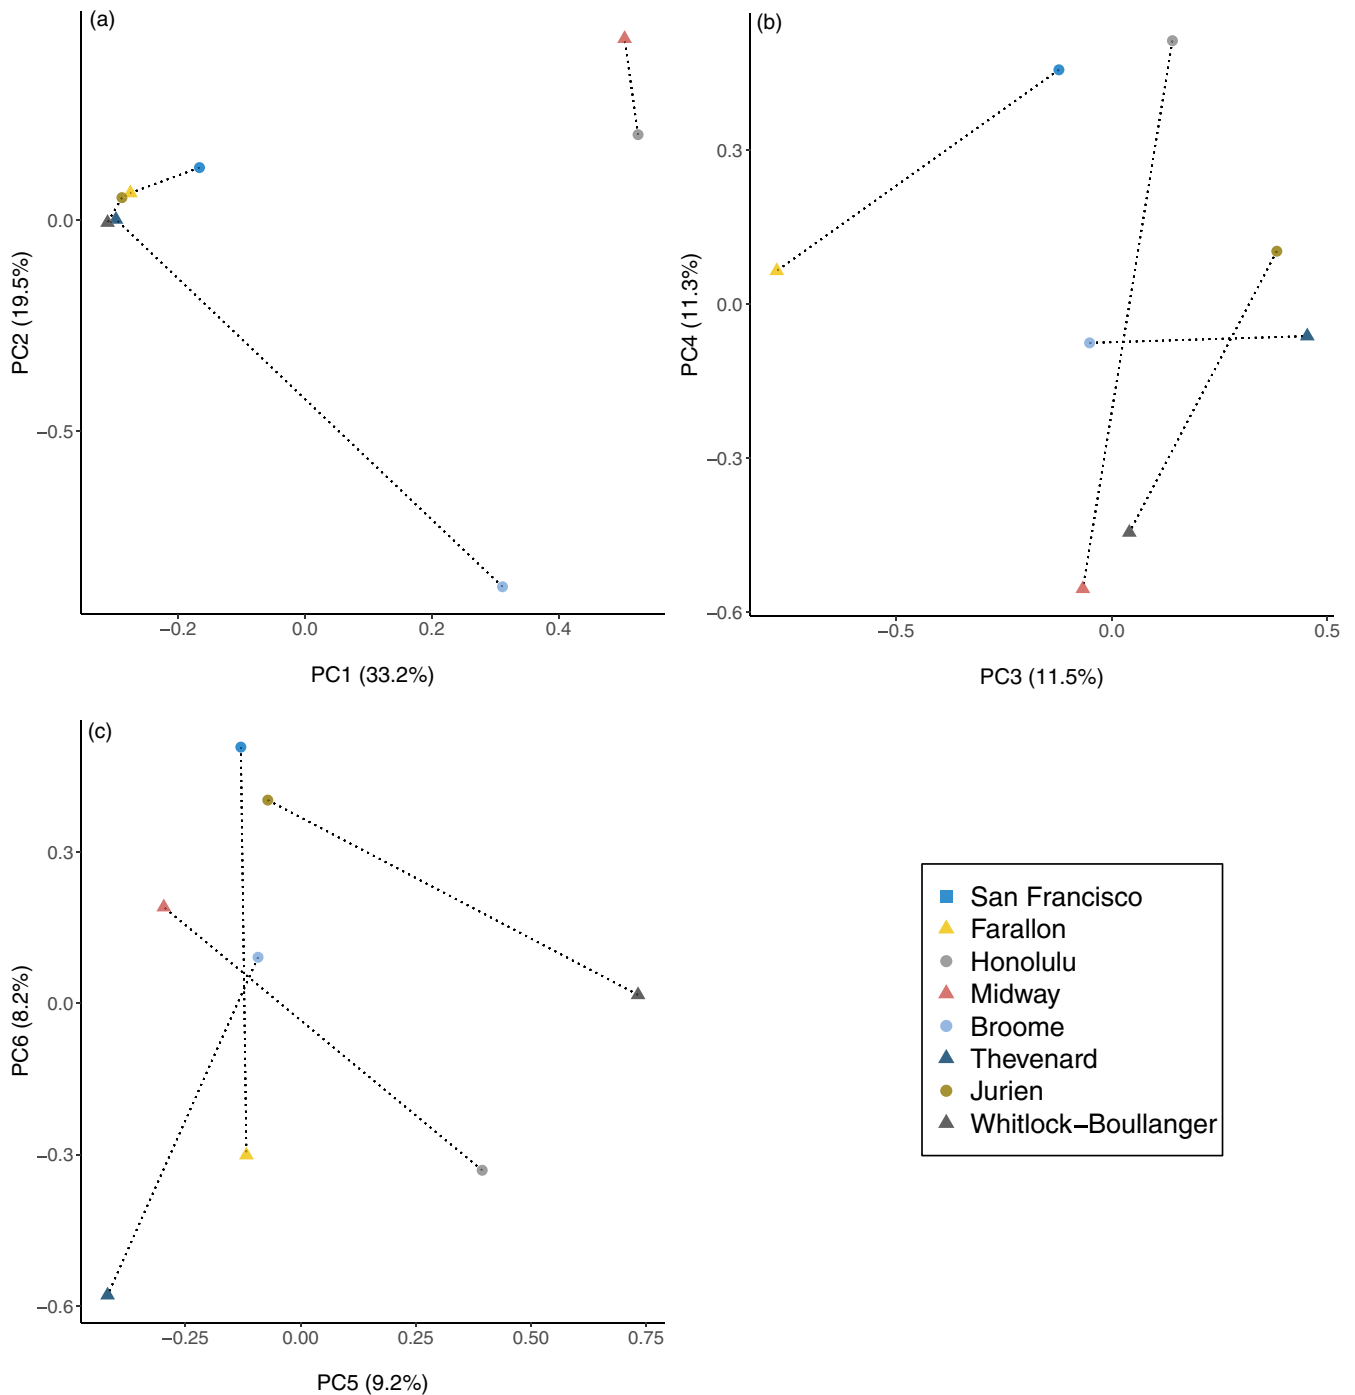 (a)
0.0
−0.5
PC2 (19.5%)
−0.2
0.0
0.2
0.4
PC1 (33.2%)
(b)
0.3
0.0
−0.3
−0.6
PC4 (11.3%)
−0.5
0.0
0.5
PC3 (11.5%)
(c)
0.3
0.0
−0.3
−0.6
PC6 (8.2%)
−0.25
0.00
0.25
0.50
0.75
PC5 (9.2%)
San Francisco
Farallon
Honolulu
Midway
Broome
Thevenard
Jurien
Whitlock−Boullanger